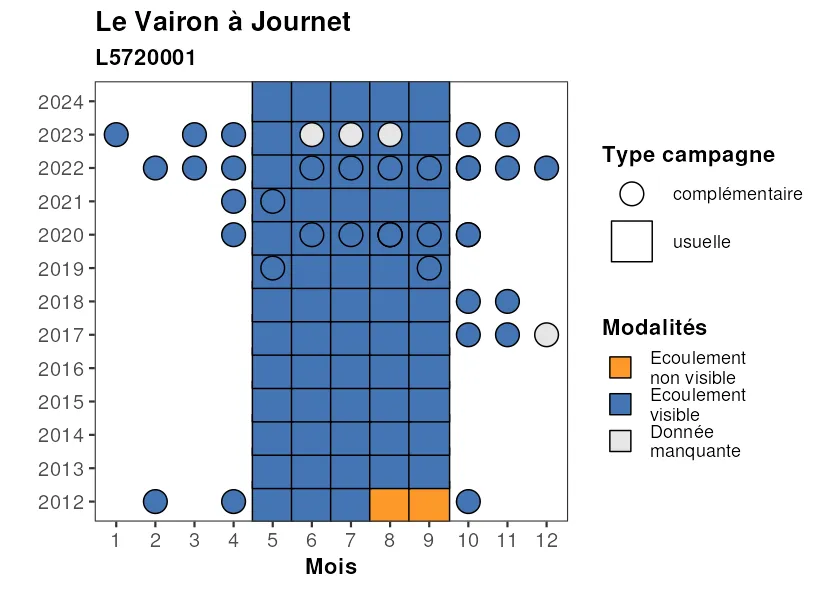 Le Vairon à Journet
L5720001
2024
2023
2022
2021
2020
2019
2018
2017
2016
2015
2014
2013
2012
1 2 3 4 5 6 7 8 9 10 11 12
Mois
Type campagne
complémentaire
usuelle
Modalités
Ecoulement
non visible
Ecoulement
visible
Donnée
manquante